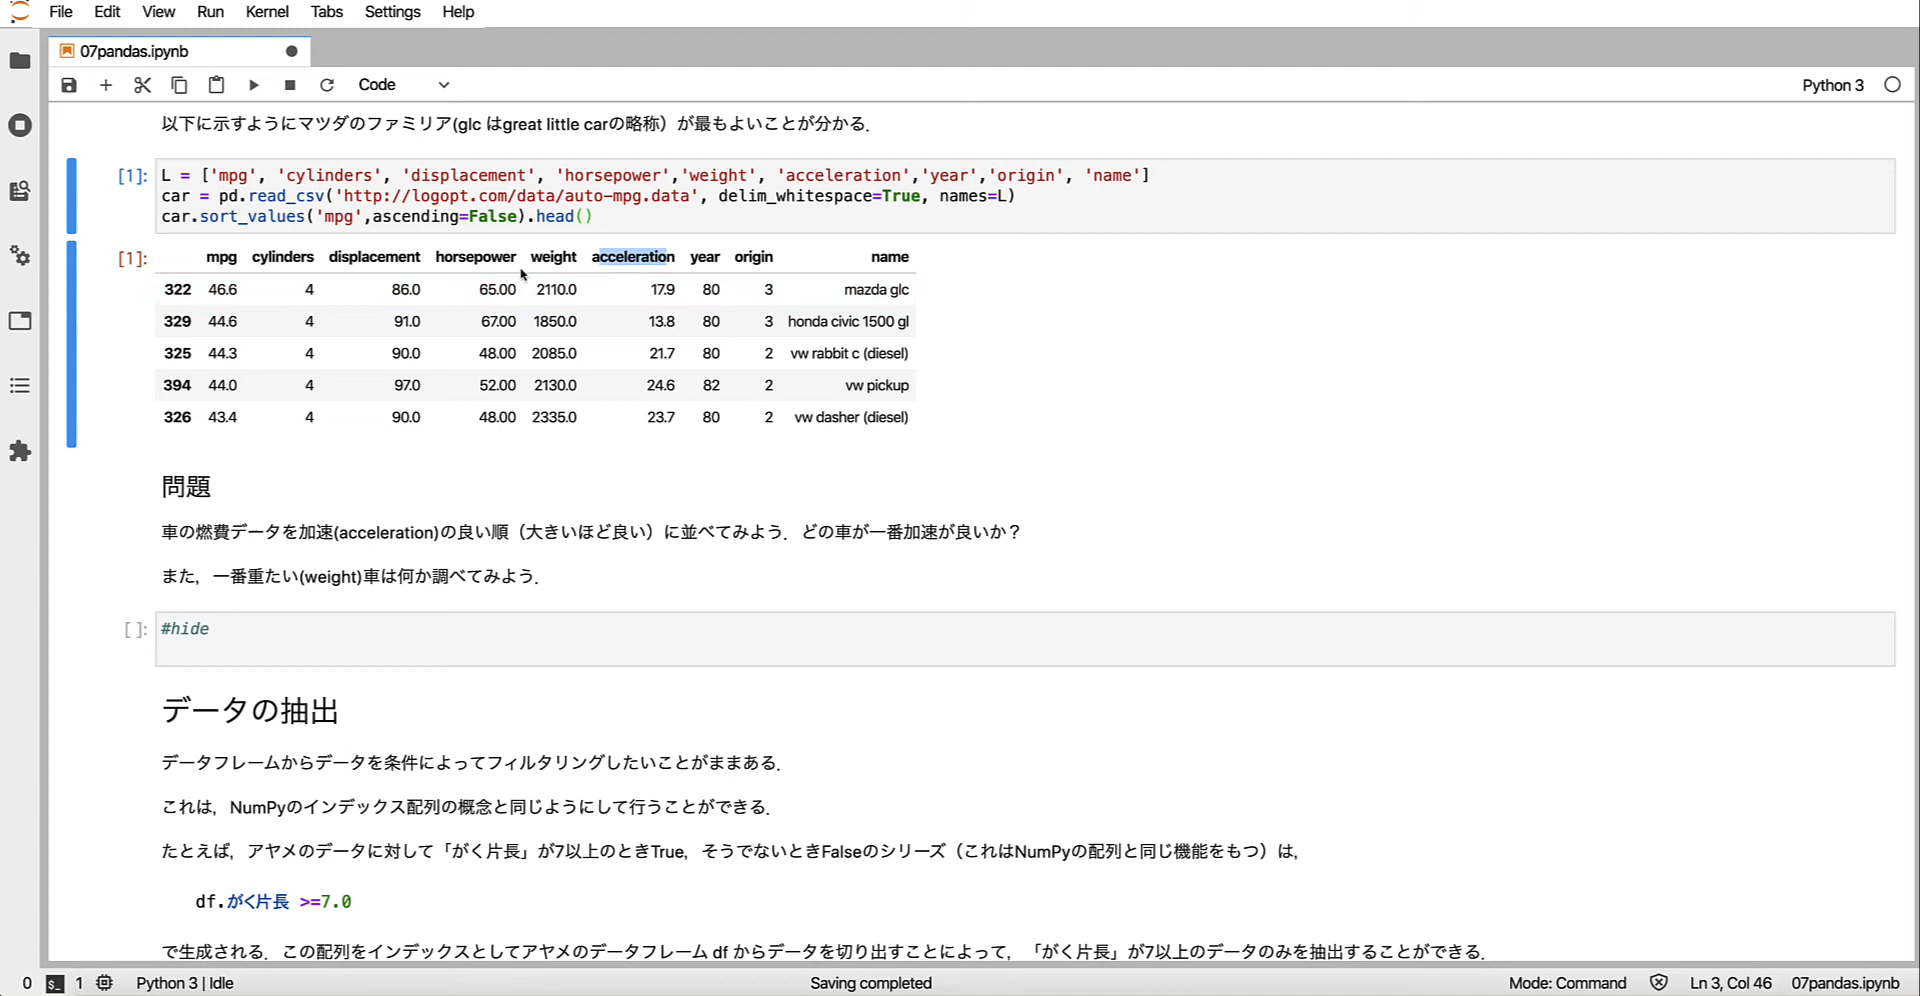 File Edit View Run Kernel Tabs Settings Help
07pandas.ipynb
Code
Python 3
以下に示すようにマツダのファミリア(glc はgreat little carの略称）が最もよいことが分かる．
[1]: L = ['mpg', 'cylinders', 'displacement', 'horsepower','weight', 'acceleration','year','origin', 'name']
car = pd.read_csv('http://logopt.com/data/auto-mpg.data', delim_whitespace=True, names=L)
car.sort_values('mpg',ascending=False).head()
[1]: mpg cylinders displacement horsepower weight acceleration year origin name
322 46.6 4 86.0 65.00 2110.0 17.9 80 3 mazda glc
329 44.6 4 91.0 67.00 1850.0 13.8 80 3 honda civic 1500 gl
325 44.3 4 90.0 48.00 2085.0 21.7 80 2 vw rabbit c (diesel)
394 44.0 4 97.0 52.00 2130.0 24.6 82 2 vw pickup
326 43.4 4 90.0 48.00 2335.0 23.7 80 2 vw dasher (diesel)
問題
車の燃費データを加速(acceleration)の良い順（大きいほど良い）に並べてみよう．どの車が一番加速が良いか？
また，一番重たい(weight)車は何か調べてみよう．
[ ]: #hide
データの抽出
データフレームからデータを条件によってフィルタリングしたいことがままある．
これは，NumPyのインデックス配列の概念と同じようにして行うことができる．
たとえば，アヤメのデータに対して「がく片長」が7以上のときTrue，そうでないときFalseのシリーズ（これはNumPyの配列と同じ機能をもつ）は，
df.がく片長 >=7.0
で生成される．この配列をインデックスとしてアヤメのデータフレーム df からデータを切り出すことによって，「がく片長」が7以上のデータのみを抽出することができる．
0 $_ 1 Python 3 | Idle Saving completed Mode: Command Ln 3, Col 46 07pandas.ipynb